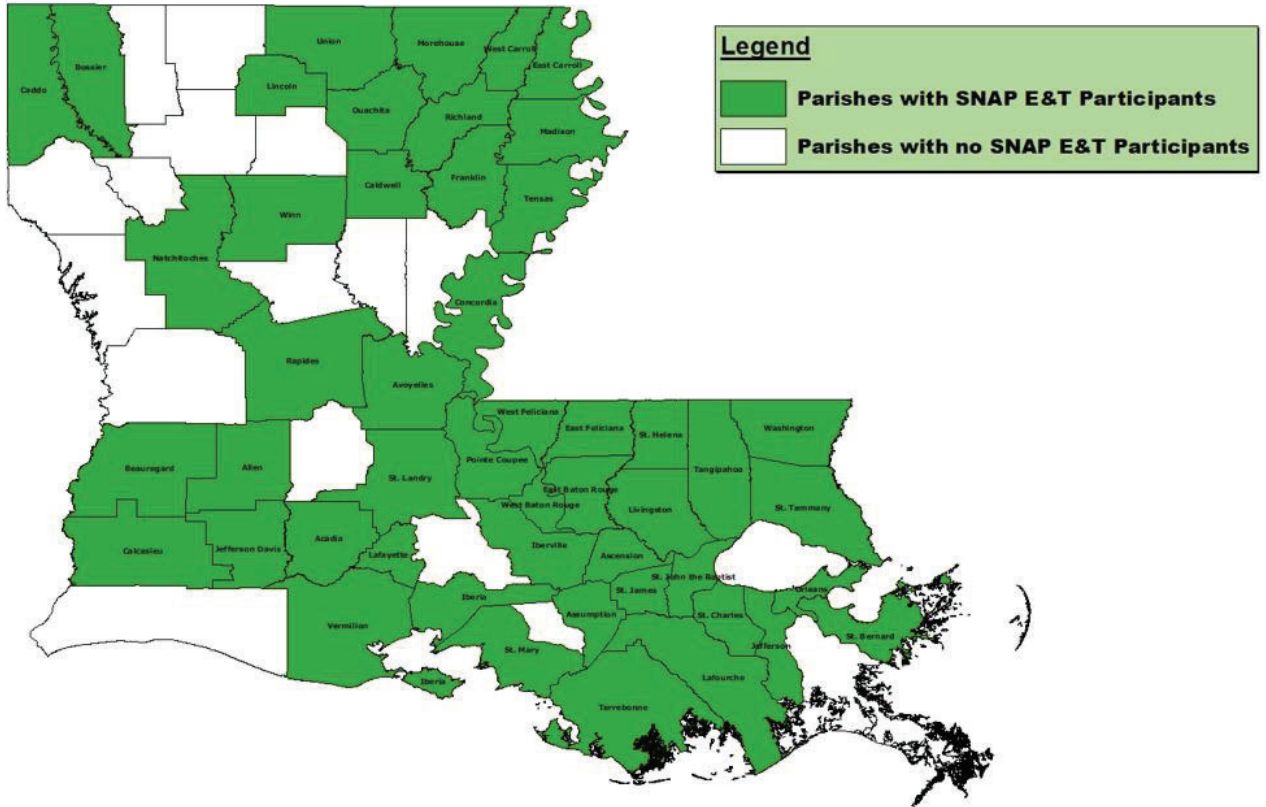 Legend
Parishes with SNAP E&T Participants
Parishes with no SNAP E&T Participants
Union
Morehouse
West Carroll
East Carroll
Bossier
Caddo
Lincoln
Ouachita
Richland
Madison
Caldwell
Franklin
Tensas
Winn
Natchitoches
Concordia
Rapides
Avoyelles
West Feliciana
East Feliciana
St. Helena
Washington
Pointe Coupee
Tangipahoa
Beauregard
Allen
St. Landry
East Baton Rouge
West Baton Rouge
Livingston
St. Tammany
Calcasieu
Jefferson Davis
Acadia
Lafayette
Iberville
Ascension
St. John the Baptist
St. James
Orleans
Iberia
Assumption
St. Charles
Vermilion
St. Bernard
Jefferson
St. Mary
Iberia
Lafourche
Terrebonne